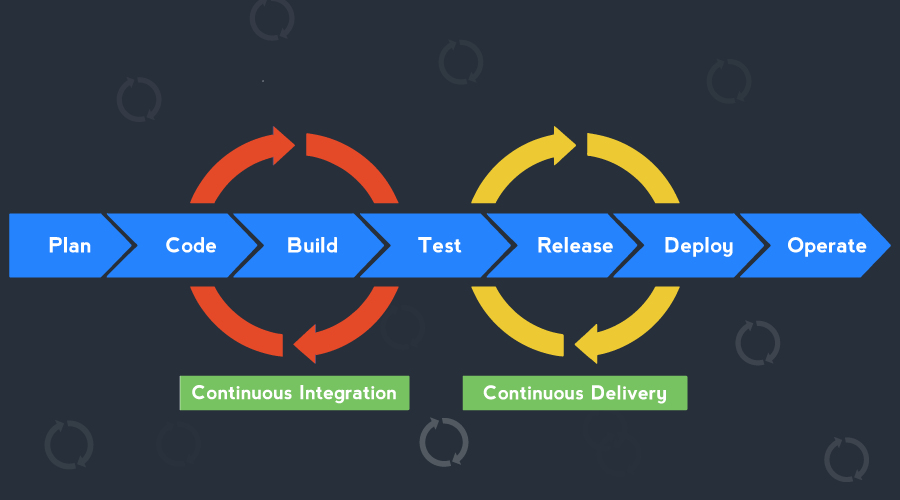 Plan Code Build Test Release Deploy Operate
Continuous Integration
Continuous Delivery